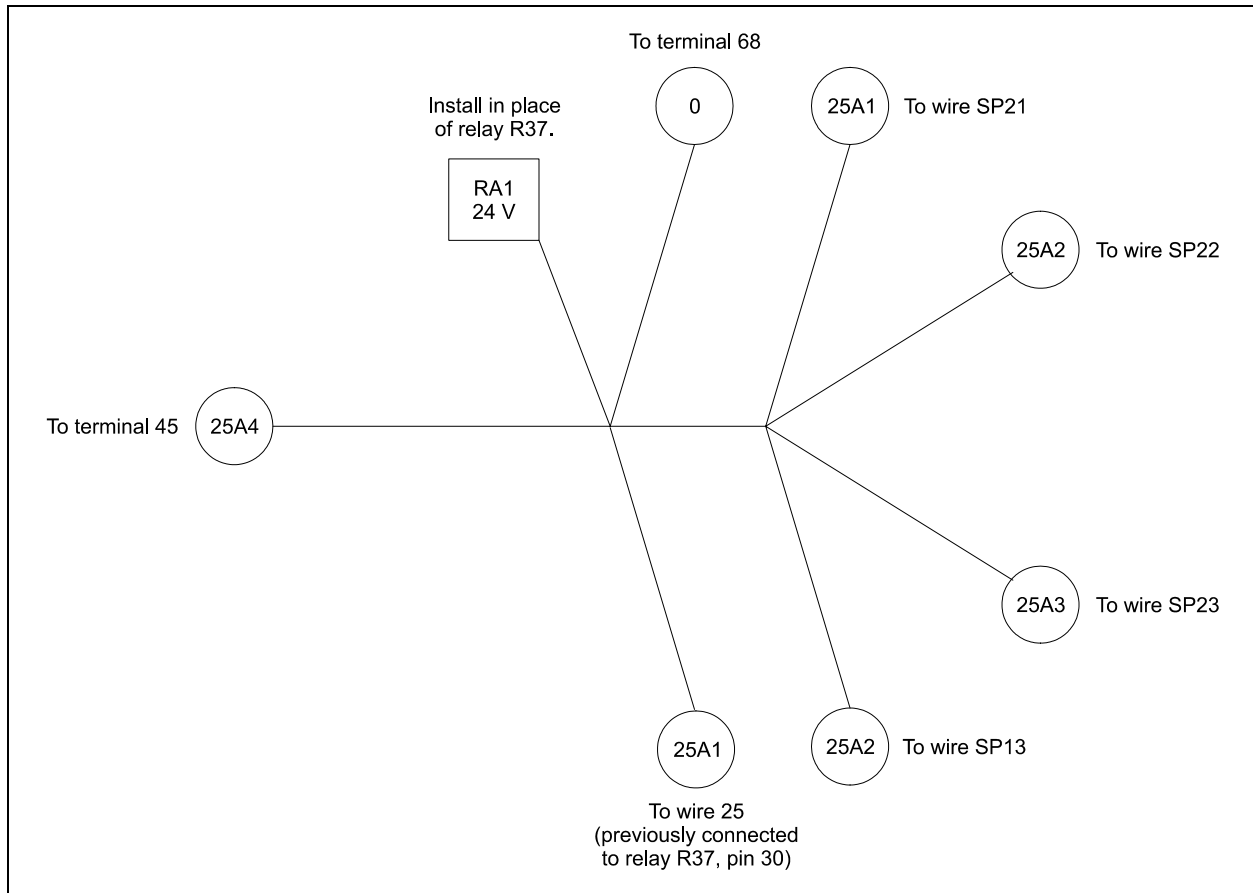 To terminal 68
0
25A1
To wire SP21
Install in place
of relay R37.
RA1
24 V
25A2
To wire SP22
To terminal 45
25A4
25A3
To wire SP23
25A1
25A2
To wire SP13
To wire 25
(previously connected
to relay R37, pin 30)